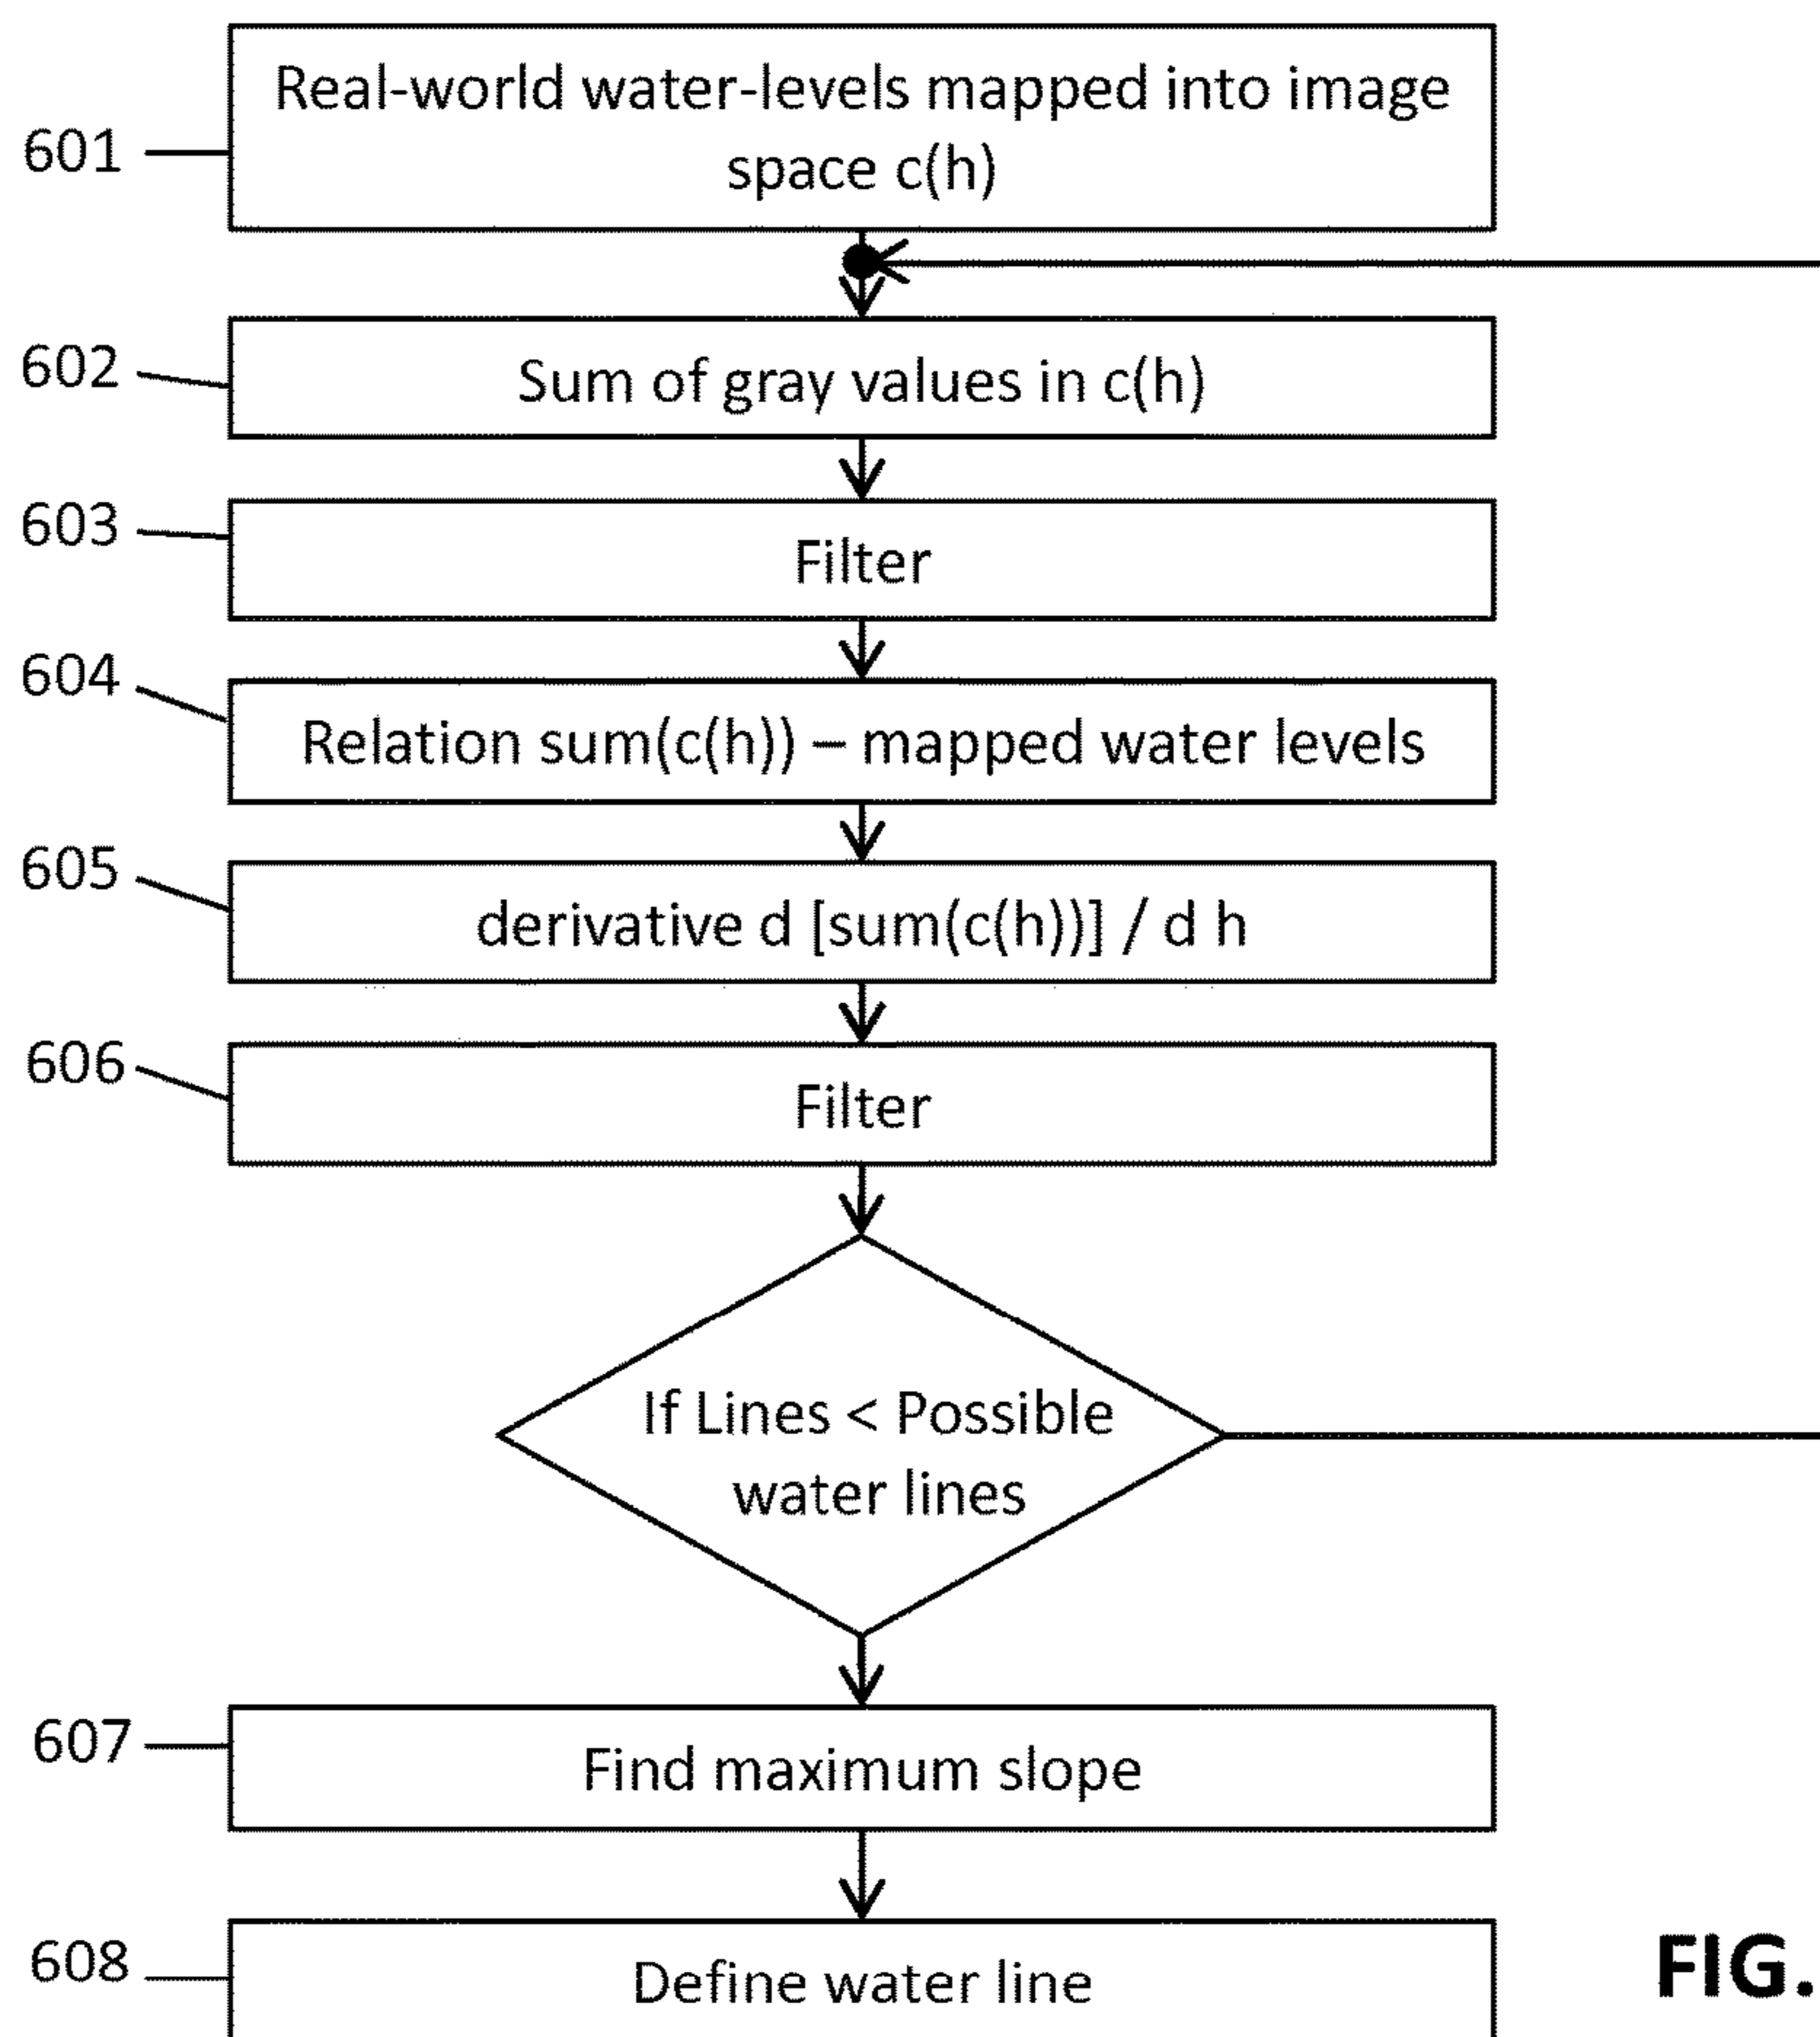 Real-world water-levels mapped into image
space c(h)
601
602
Sum of gray values in c(h)
603
Filter
604
Relation sum(c(h)) – mapped water levels
605
derivative d [sum(c(h))] / d h
606
Filter
If Lines < Possible
water lines
607
Find maximum slope
608
Define water line
FIG.